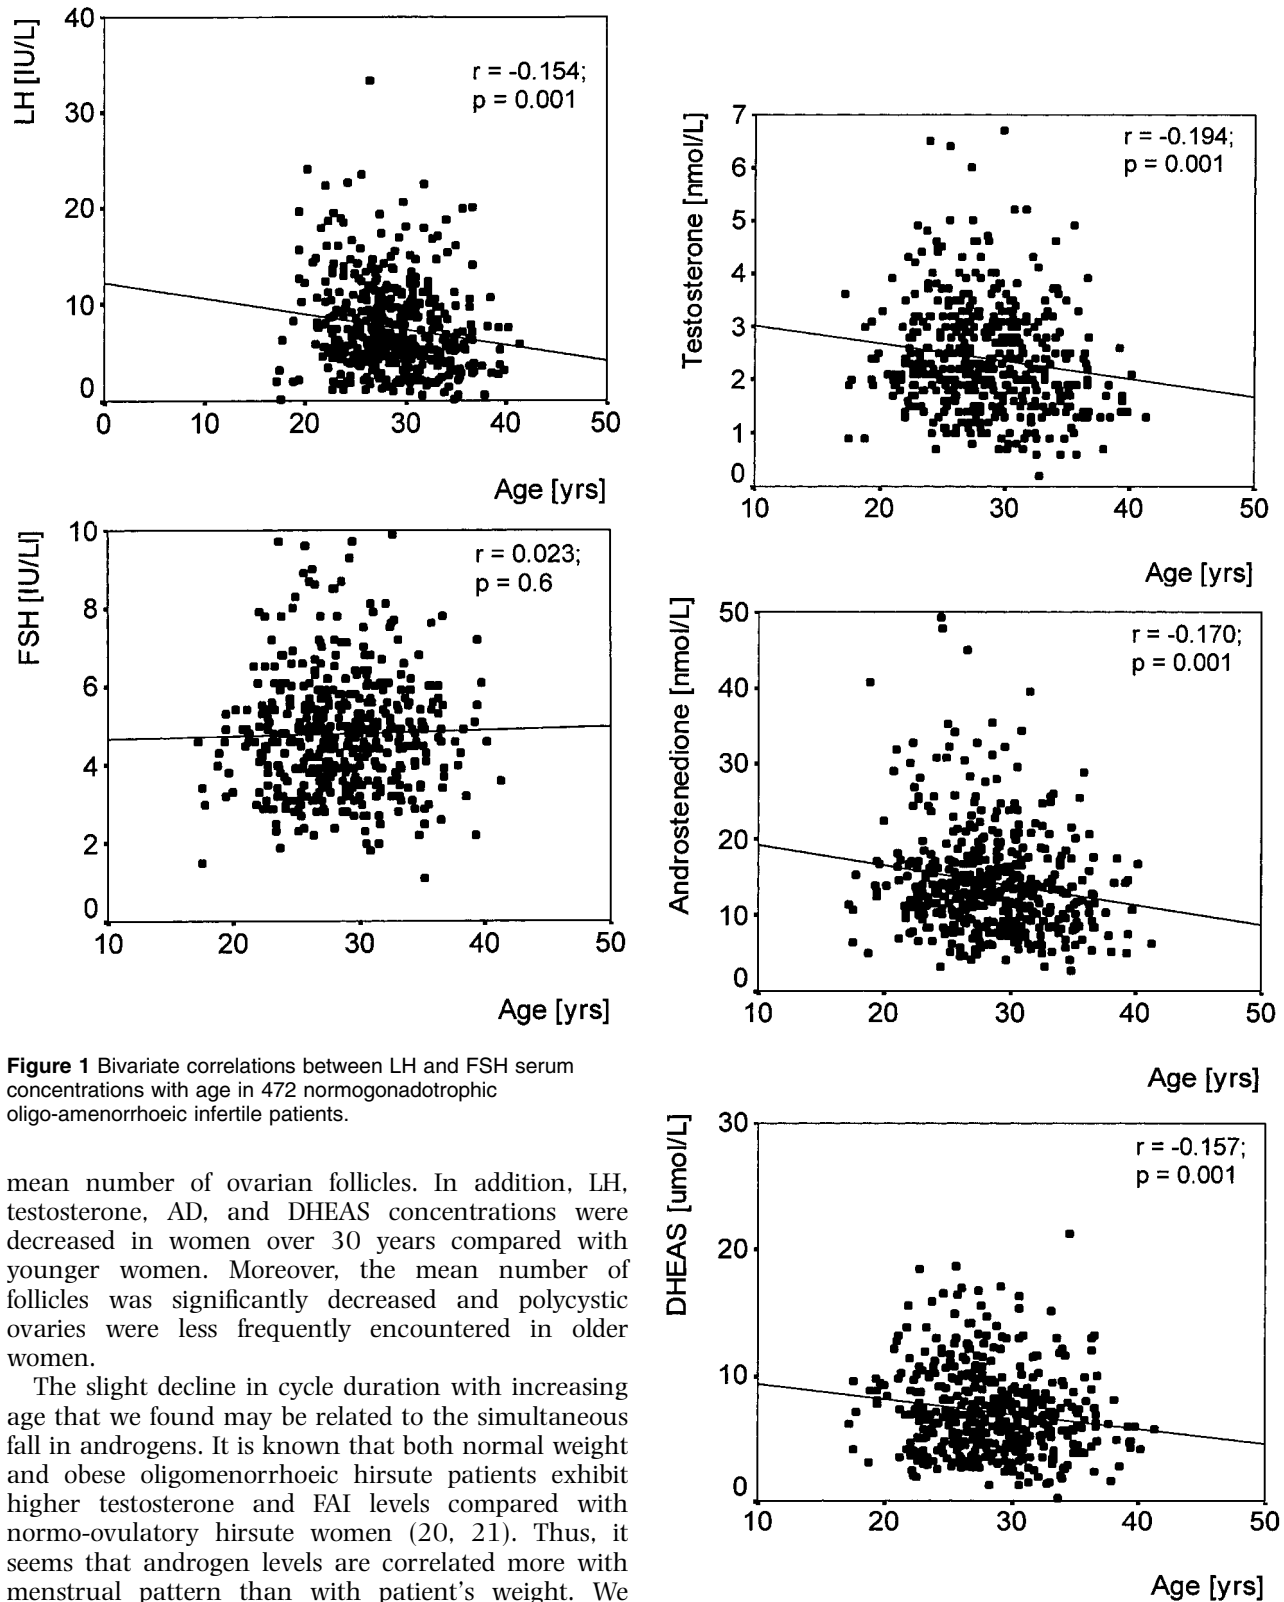 LH [IU/L]
40
30
20
10
0
r = -0.154;
p = 0.001
0 10 20 30 40 50
Age [yrs]
FSH [IU/LI]
10
8
6
4
2
0
r = 0.023;
p = 0.6
10 20 30 40 50
Age [yrs]
Figure 1 Bivariate correlations between LH and FSH serum
concentrations with age in 472 normogonadotrophic
oligo-amenorrhoeic infertile patients.
mean number of ovarian follicles. In addition, LH,
testosterone, AD, and DHEAS concentrations were
decreased in women over 30 years compared with
younger women. Moreover, the mean number of
follicles was significantly decreased and polycystic
ovaries were less frequently encountered in older
women.
The slight decline in cycle duration with increasing
age that we found may be related to the simultaneous
fall in androgens. It is known that both normal weight
and obese oligomenorrhoeic hirsute patients exhibit
higher testosterone and FAI levels compared with
normo-ovulatory hirsute women (20, 21). Thus, it
seems that androgen levels are correlated more with
menstrual pattern than with patient's weight. We
Testosterone [nmol/L]
7
6
5
4
3
2
1
0
r = -0.194;
p = 0.001
10 20 30 40 50
Age [yrs]
Androstenedione [nmol/L]
50
40
30
20
10
0
r = -0.170;
p = 0.001
10 20 30 40 50
Age [yrs]
DHEAS [umol/L]
30
20
10
0
r = -0.157;
p = 0.001
10 20 30 40 50
Age [yrs]